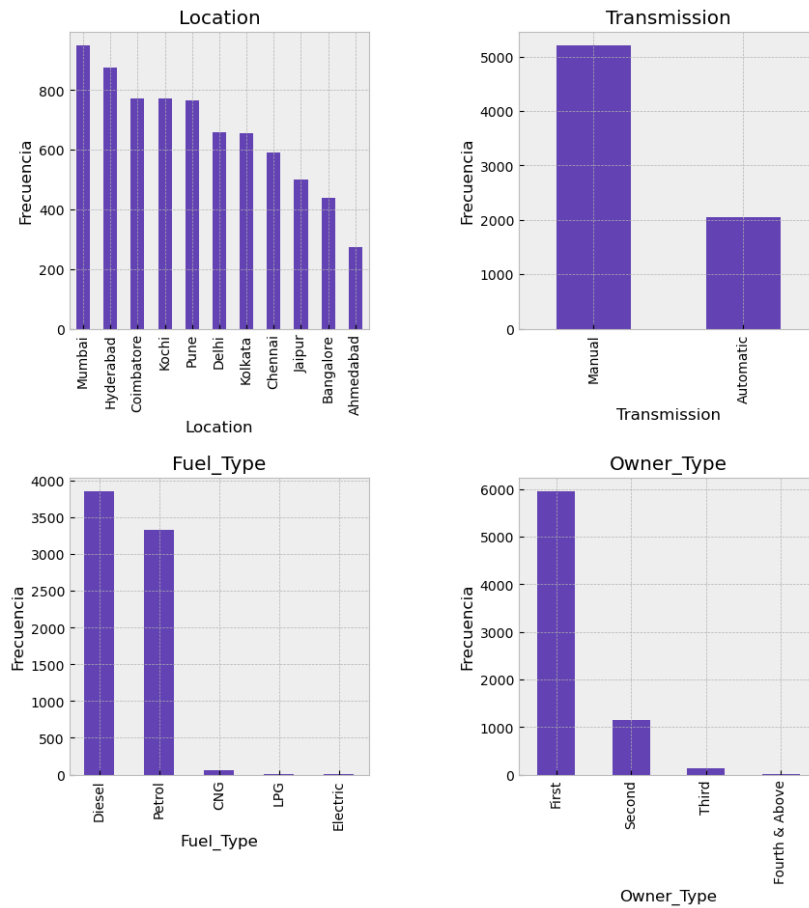 Location
Frecuencia
800
600
400
200
0
Mumbai
Hyderabad
Coimbatore
Kochi
Pune
Delhi
Kolkata
Chennai
Jaipur
Bangalore
Ahmedabad
Location
Transmission
Frecuencia
5000
4000
3000
2000
1000
0
Manual
Automatic
Transmission
Fuel_Type
Frecuencia
4000
3500
3000
2500
2000
1500
1000
500
0
Diesel
Petrol
CNG
LPG
Electric
Fuel_Type
Owner_Type
Frecuencia
6000
5000
4000
3000
2000
1000
0
First
Second
Third
Fourth & Above
Owner_Type